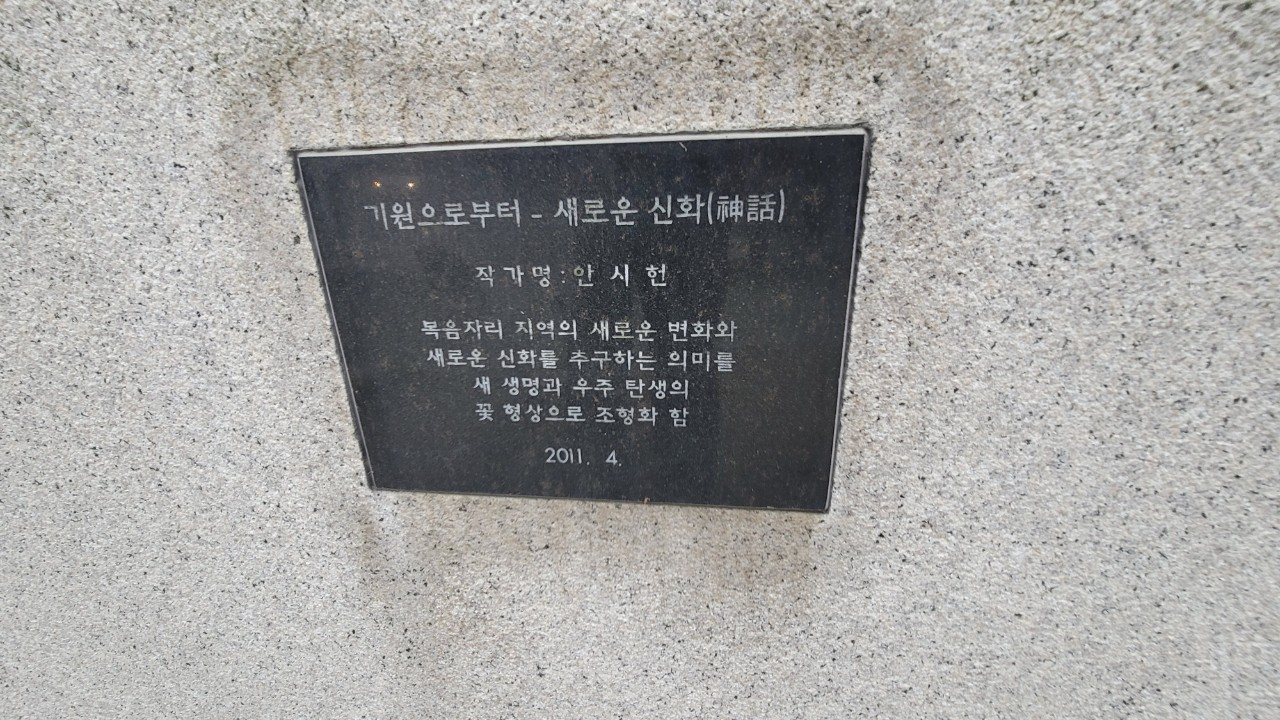 기원으로부터 - 새로운 신화(神話)
작가명:안 시 헌
복음자리 지역의 새로운 변화와
새로운 신화를 추구하는 의미를
새 생명과 우주 탄생의
꽃 형상으로 조형화 함
2011. 4.